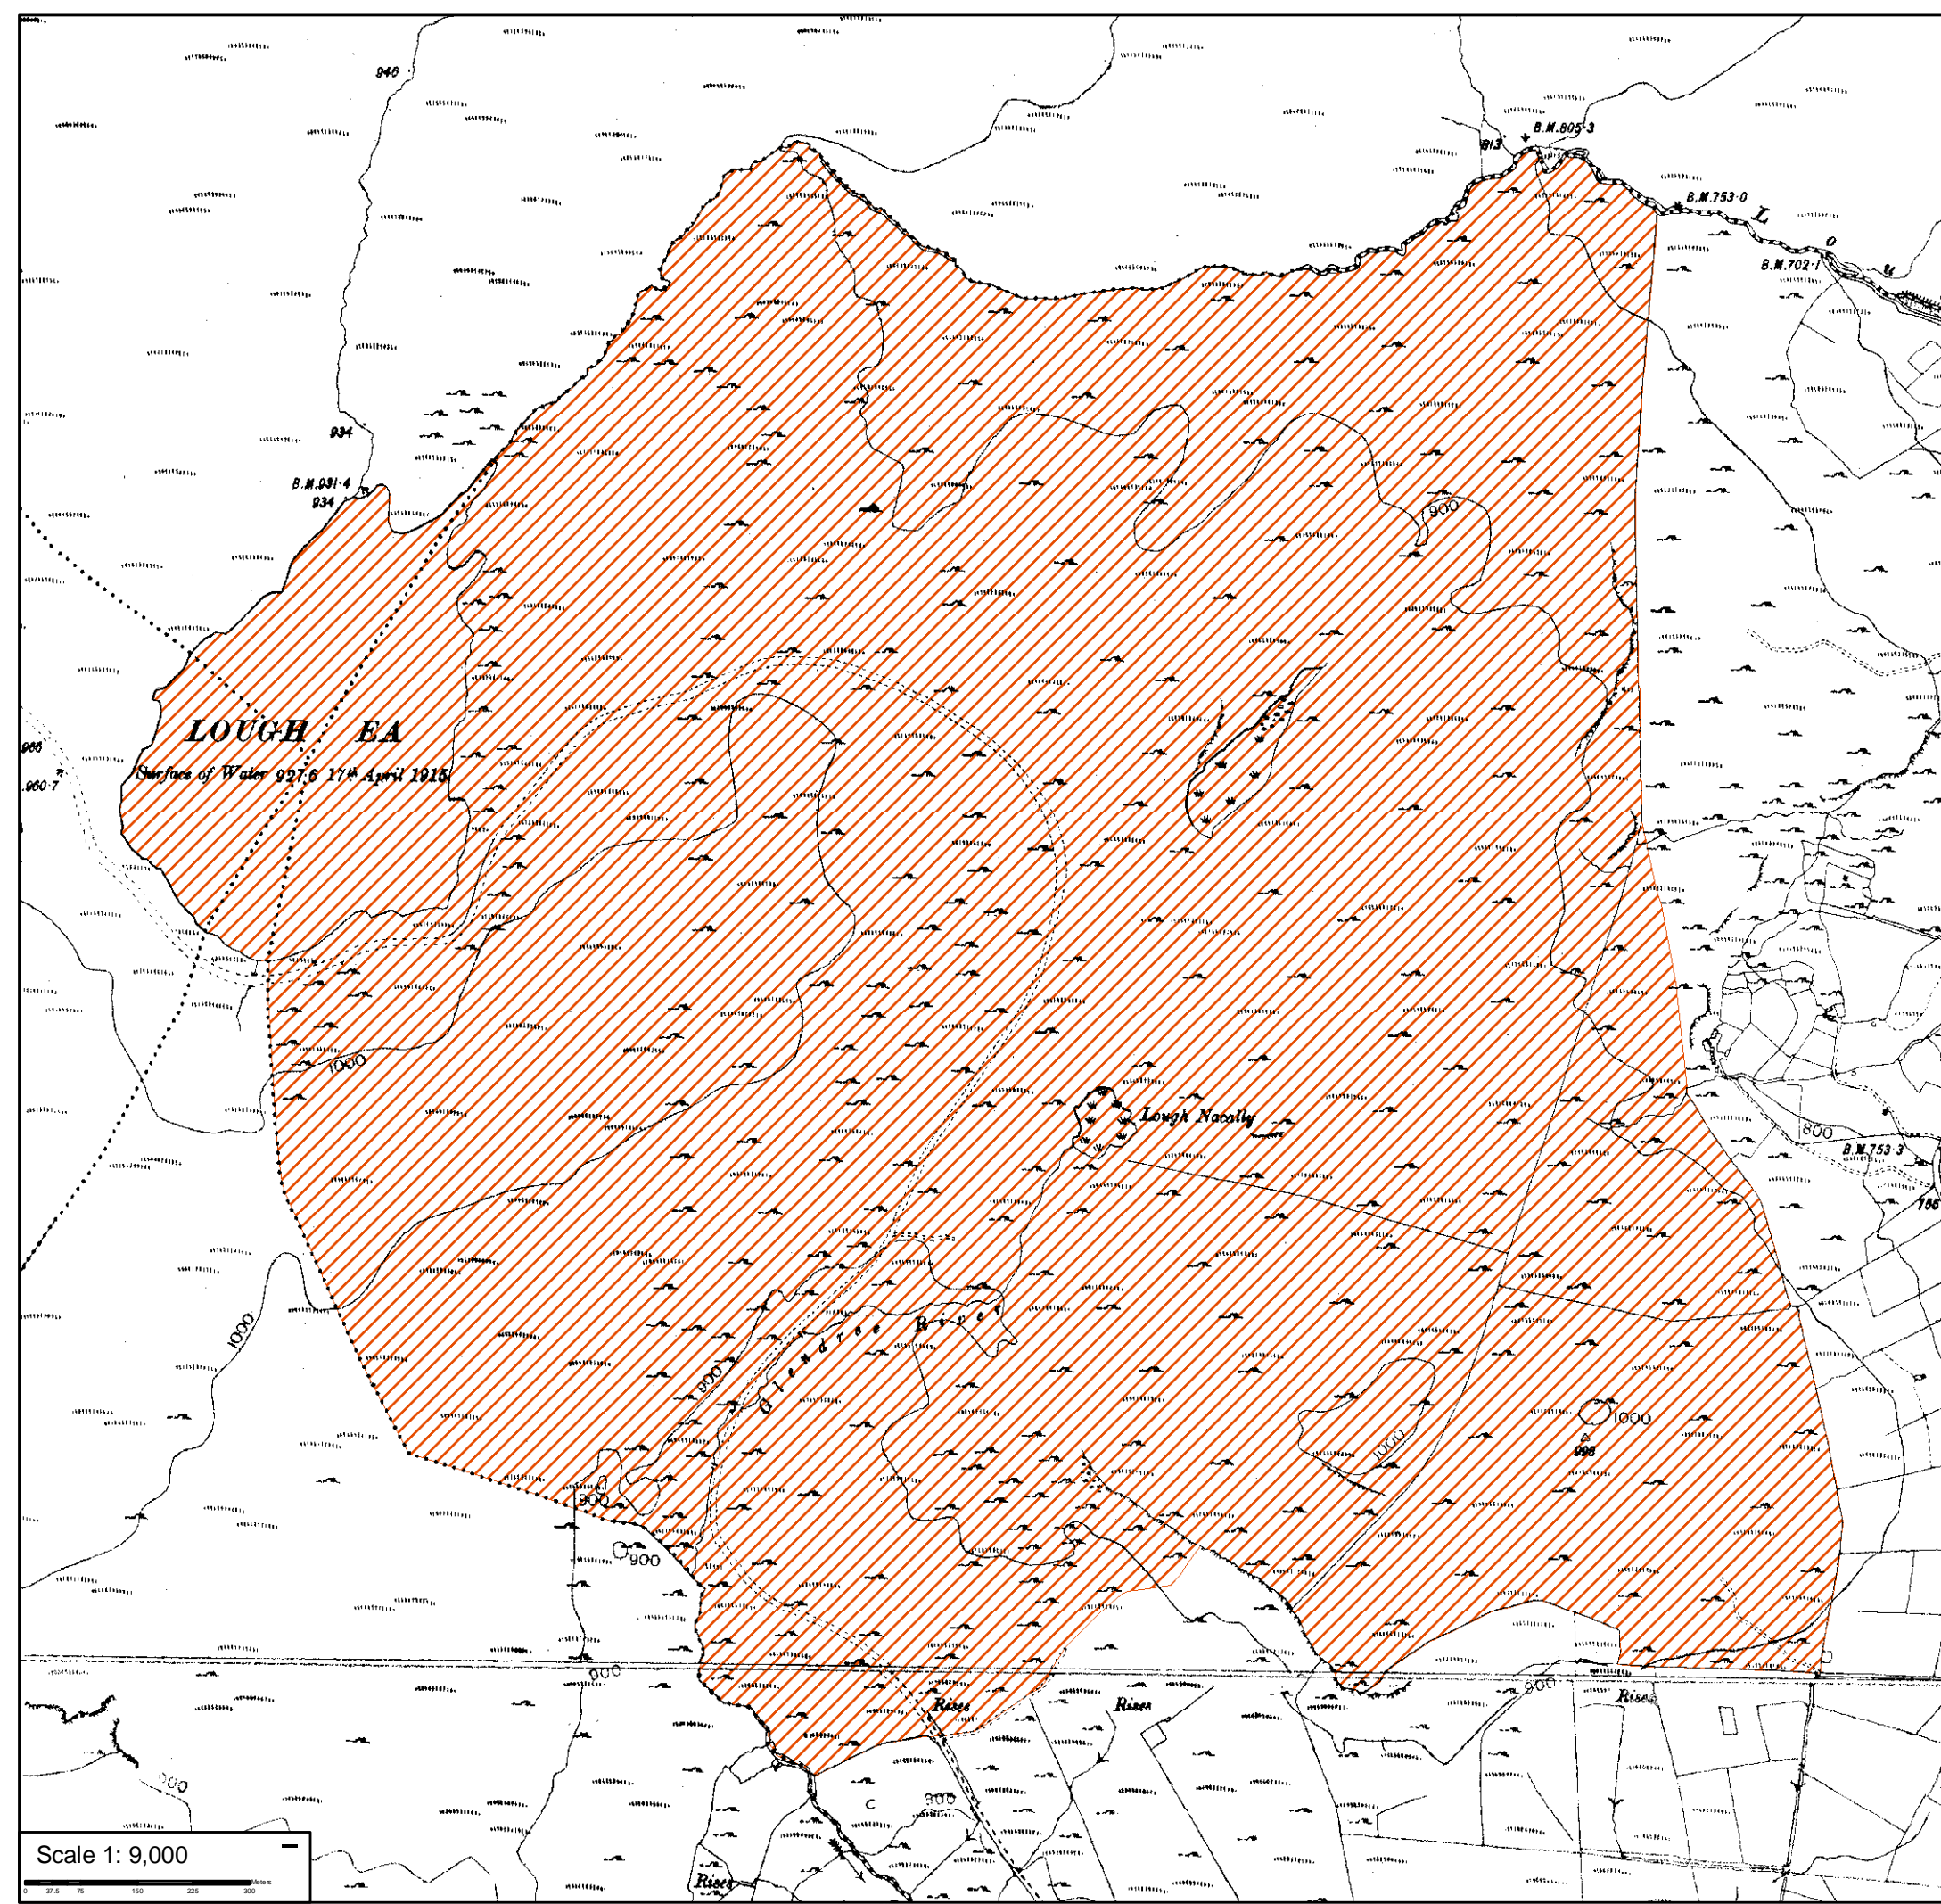 946
B.M.805·3
813
B.M.753·0
L
o
u
B.M.702·1
934
B.M.931·4
934
900
LOUGH EA
Surface of Water 927·6 17th April 1915
960·7
1000
Lough Nacally
800
B.M.753·3
Glendree River
1000
900
1000
1000
998
900
900
900
900
Rises
Rises
Rises
900
C
Rises
Scale 1: 9,000
Meters
0 37.5 75 150 225 300